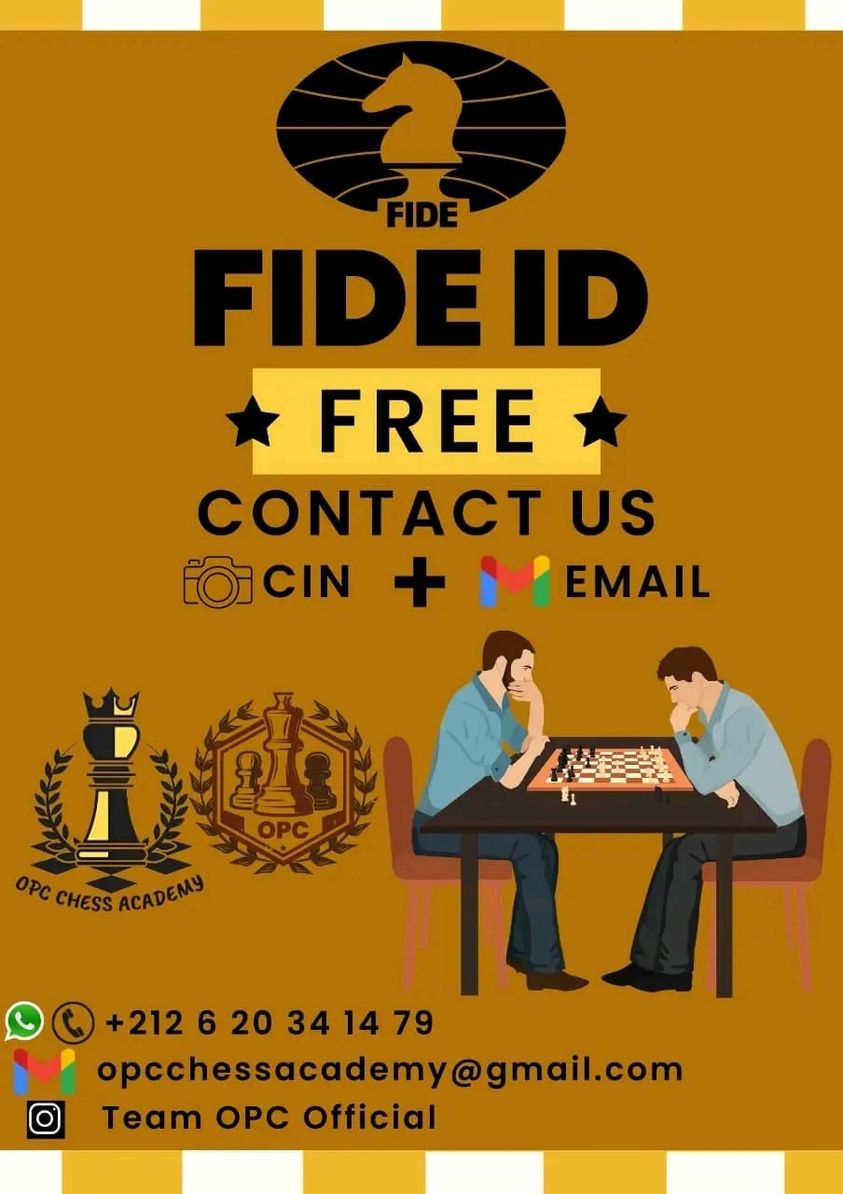 FIDE
FIDE ID
FREE
CONTACT US
CIN + EMAIL
OPC
OPC CHESS ACADEMY
+212 6 20 34 14 79
opcchessacademy@gmail.com
Team OPC Official